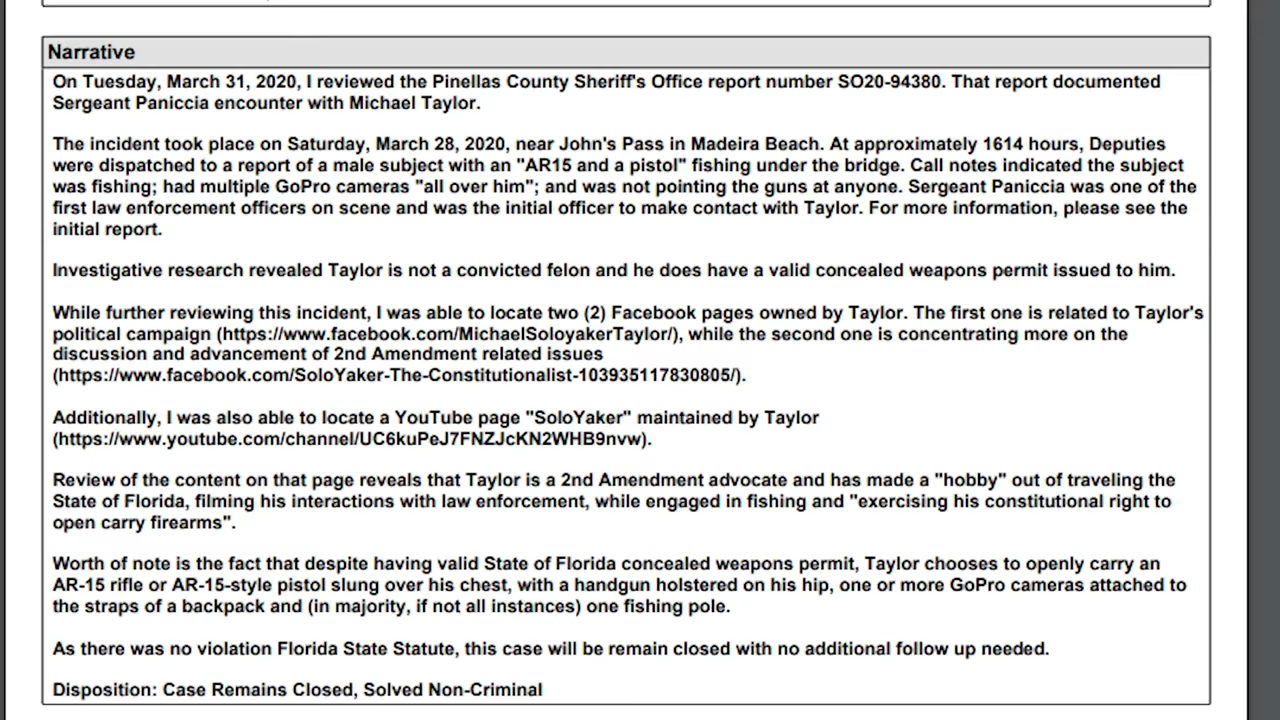 Narrative
On Tuesday, March 31, 2020, I reviewed the Pinellas County Sheriff's Office report number SO20-94380. That report documented
Sergeant Paniccia encounter with Michael Taylor.
The incident took place on Saturday, March 28, 2020, near John's Pass in Madeira Beach. At approximately 1614 hours, Deputies
were dispatched to a report of a male subject with an "AR15 and a pistol" fishing under the bridge. Call notes indicated the subject
was fishing; had multiple GoPro cameras "all over him"; and was not pointing the guns at anyone. Sergeant Paniccia was one of the
first law enforcement officers on scene and was the initial officer to make contact with Taylor. For more information, please see the
initial report.
Investigative research revealed Taylor is not a convicted felon and he does have a valid concealed weapons permit issued to him.
While further reviewing this incident, I was able to locate two (2) Facebook pages owned by Taylor. The first one is related to Taylor's
political campaign (https://www.facebook.com/MichaelSoloyakerTaylor/), while the second one is concentrating more on the
discussion and advancement of 2nd Amendment related issues
(https://www.facebook.com/SoloYaker-The-Constitutionalist-103935117830805/).
Additionally, I was also able to locate a YouTube page "SoloYaker" maintained by Taylor
(https://www.youtube.com/channel/UC6kuPeJ7FNZJcKN2WHB9nvw).
Review of the content on that page reveals that Taylor is a 2nd Amendment advocate and has made a "hobby" out of traveling the
State of Florida, filming his interactions with law enforcement, while engaged in fishing and "exercising his constitutional right to
open carry firearms".
Worth of note is the fact that despite having valid State of Florida concealed weapons permit, Taylor chooses to openly carry an
AR-15 rifle or AR-15-style pistol slung over his chest, with a handgun holstered on his hip, one or more GoPro cameras attached to
the straps of a backpack and (in majority, if not all instances) one fishing pole.
As there was no violation Florida State Statute, this case will be remain closed with no additional follow up needed.
Disposition: Case Remains Closed, Solved Non-Criminal